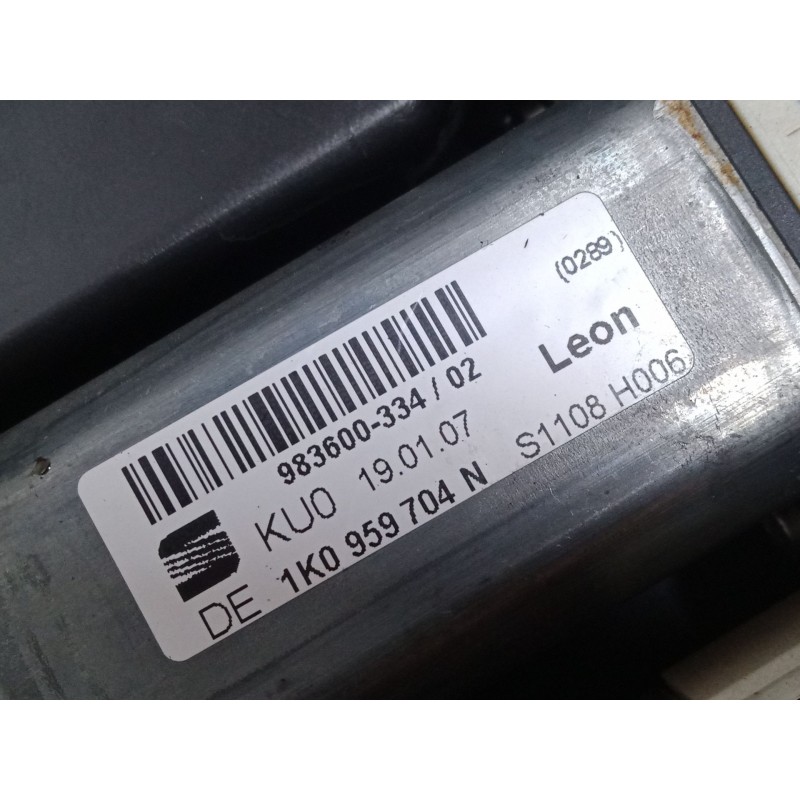 (0289)
Leon
983600-334 / 02
KU0 19.01.07 S1108 H006
DE 1K0 959 704 N